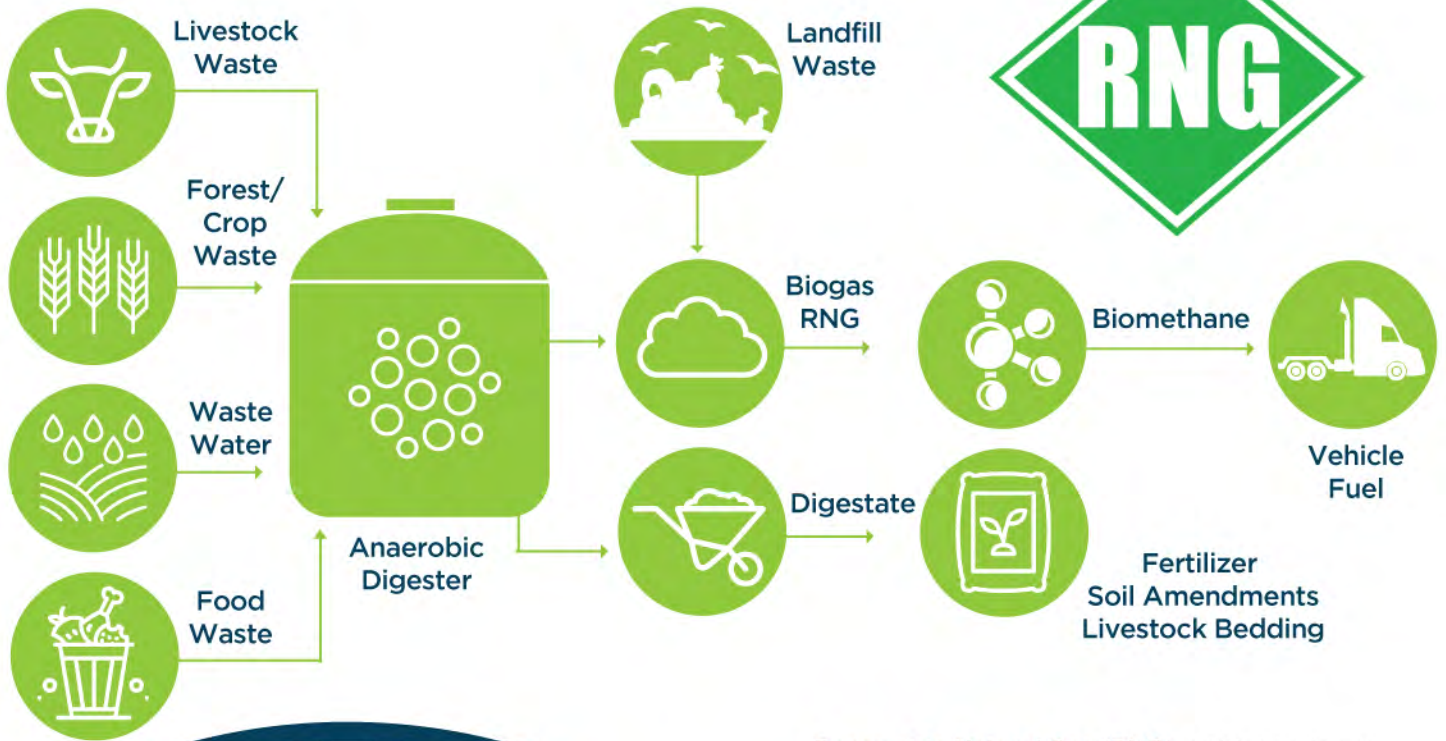 Livestock
Waste
Landfill
Waste
RNG
Forest/
Crop
Waste
Biogas
RNG
Biomethane
Waste
Water
Vehicle
Fuel
Digestate
Anaerobic
Digester
Fertilizer
Soil Amendments
Livestock Bedding
Food
Waste